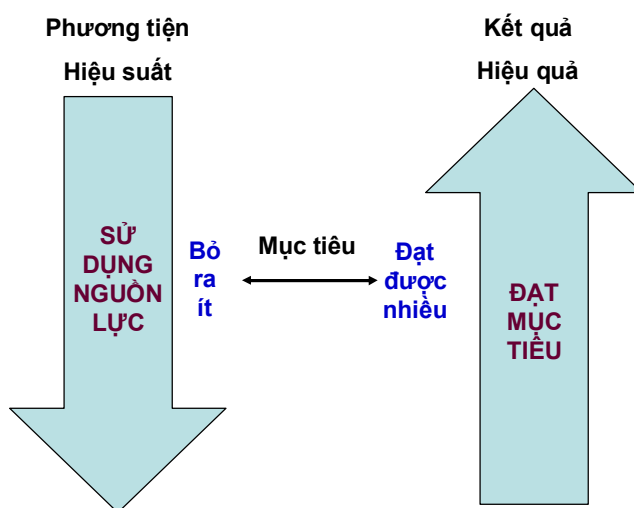 Phương tiện
Hiệu suất
Kết quả
Hiệu quả
SỬ
DỤNG
NGUỒN
LỰC
Bỏ
ra
ít
Mục tiêu
Đạt
được
nhiều
ĐẠT
MỤC
TIÊU